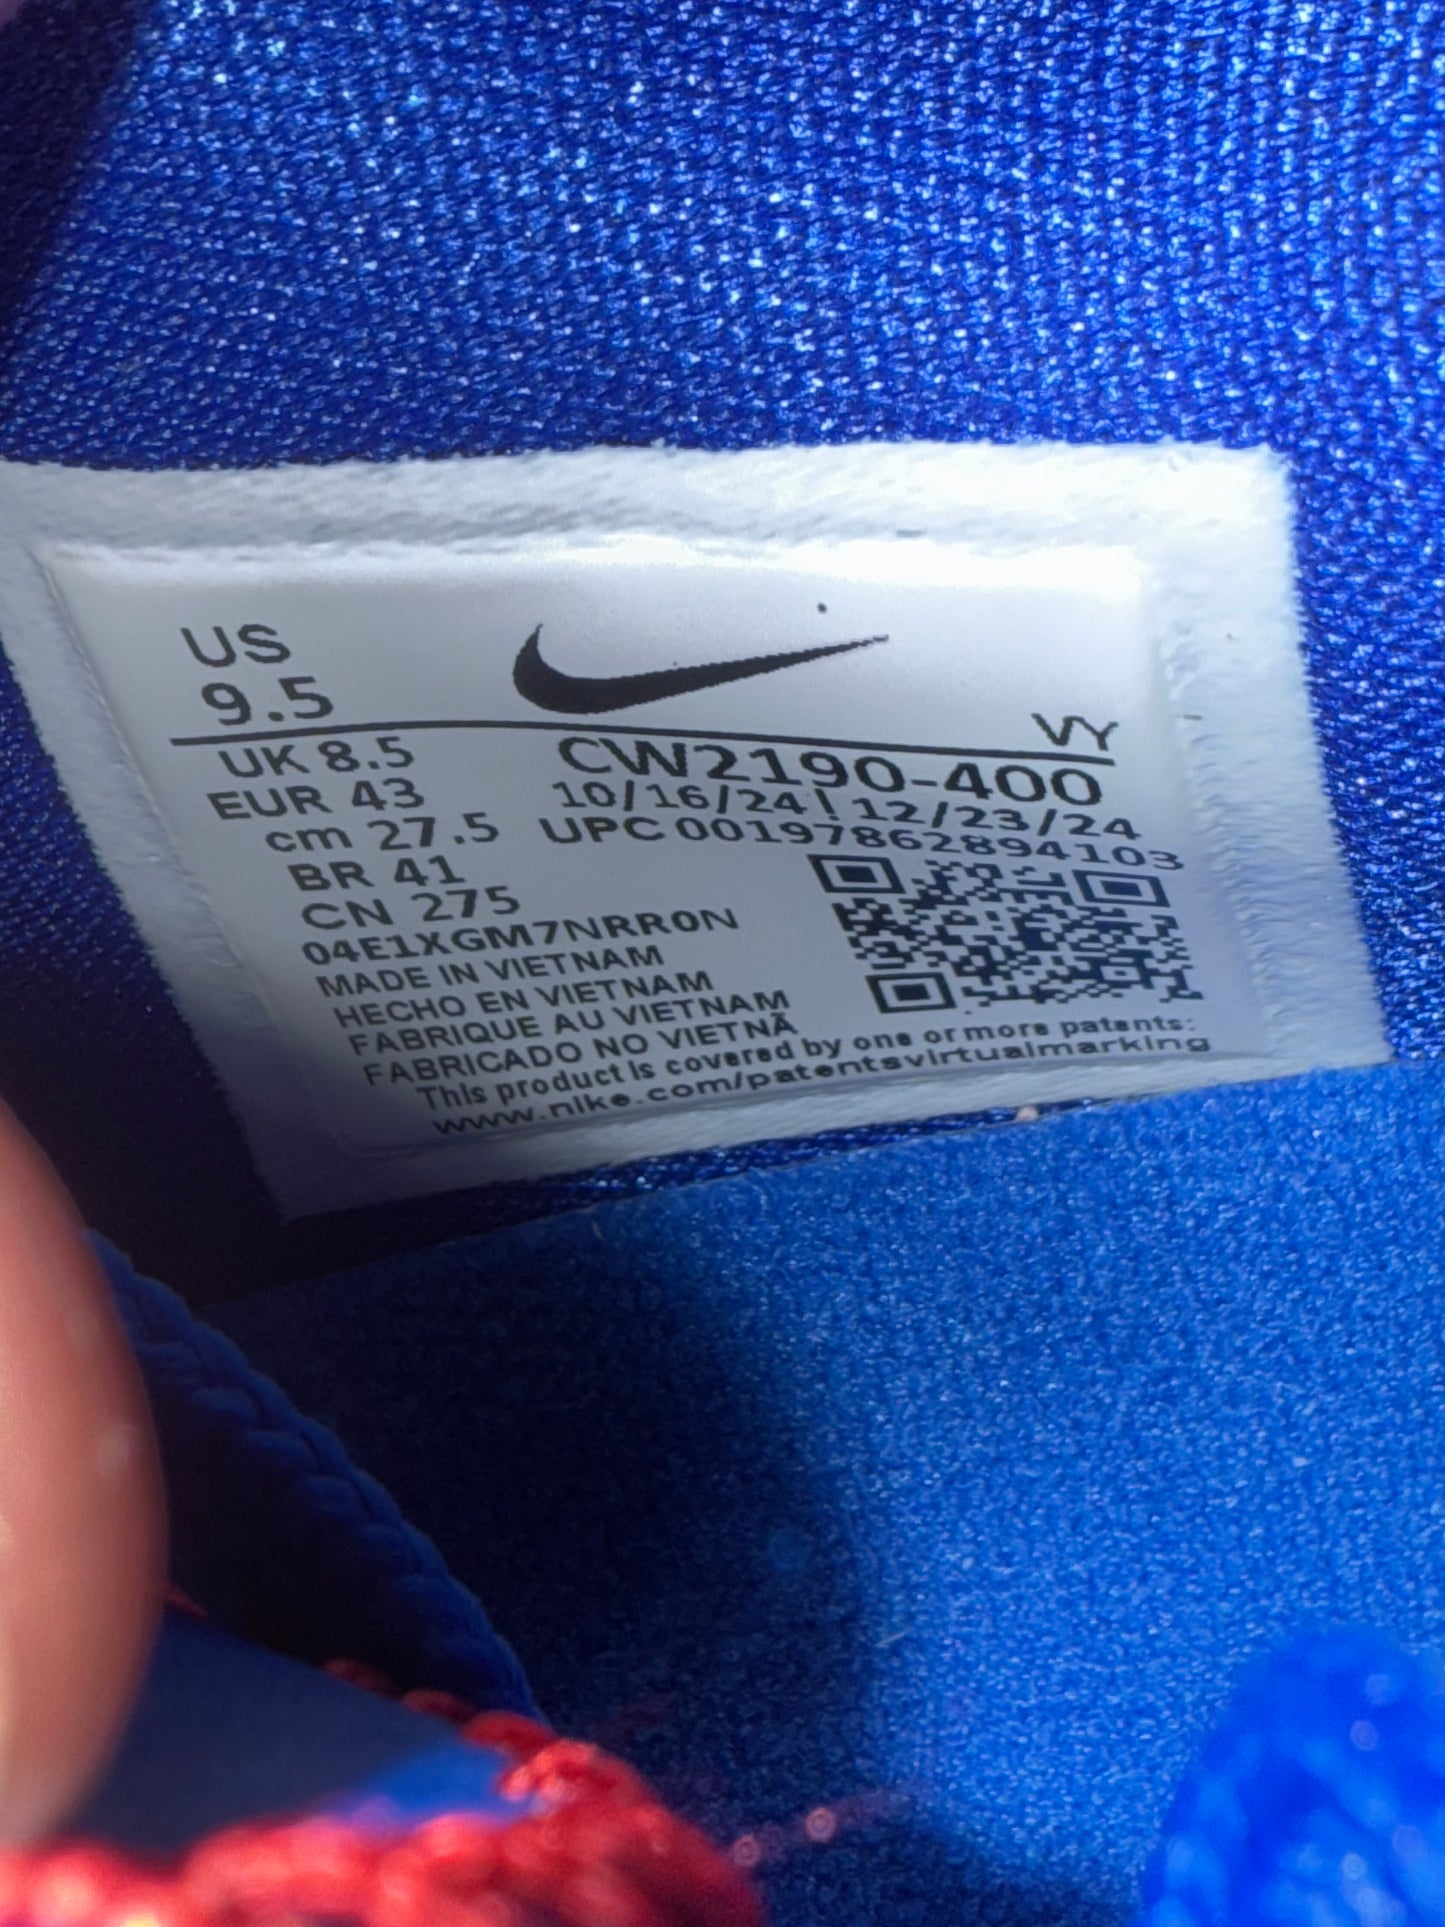 US
9.5
VY
UK 8.5
CW2190-400
EUR 43
10/16/24 ! 12/23/24
cm 27.5
UPC 00197862894103
BR 41
CN 275
04E1XGM7NRR0N
MADE IN VIETNAM
HECHO EN VIETNAM
FABRIQUE AU VIETNAM
FABRICADO NO VIETNÃ
This product is covered by one or more patents:
www.nike.com/patentsvirtualmarking